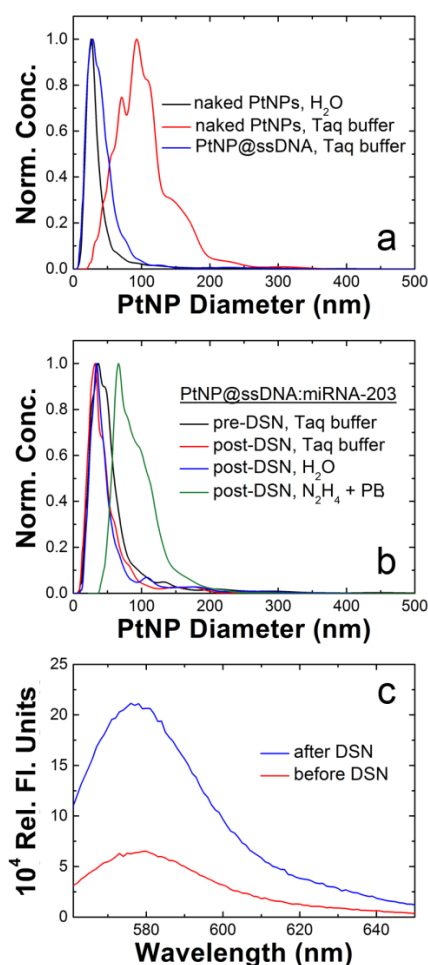 1.0
0.8
0.6
0.4
0.2
0.0
Norm. Conc.
naked PtNPs, H₂O
naked PtNPs, Taq buffer
PtNP@ssDNA, Taq buffer
a
0 100 200 300 400 500
PtNP Diameter (nm)
1.0
0.8
0.6
0.4
0.2
0.0
Norm. Conc.
PtNP@ssDNA:miRNA-203
pre-DSN, Taq buffer
post-DSN, Taq buffer
post-DSN, H₂O
post-DSN, N₂H₄ + PB
b
0 100 200 300 400 500
PtNP Diameter (nm)
25
20
15
10
5
0
10⁴ Rel. Fl. Units
c
after DSN
before DSN
580 600 620 640
Wavelength (nm)